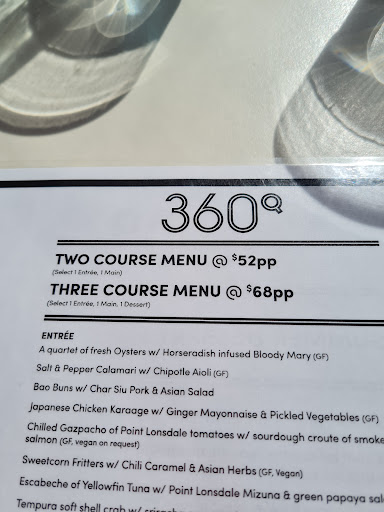 360Q
TWO COURSE MENU @ $52pp
(Select 1 Entrée, 1 Main)
THREE COURSE MENU @ $68pp
(Select 1 Entrée, 1 Main, 1 Dessert)
ENTRÉE
A quartet of fresh Oysters w/ Horseradish infused Bloody Mary (GF)
Salt & Pepper Calamari w/ Chipotle Aioli (GF)
Bao Buns w/ Char Siu Pork & Asian Salad
Japanese Chicken Karaage w/ Ginger Mayonnaise & Pickled Vegetables (GF)
Chilled Gazpacho of Point Lonsdale tomatoes w/ sourdough croute of smoke
salmon (GF, vegan on request)
Sweetcorn Fritters w/ Chili Caramel & Asian Herbs (GF, Vegan)
Escabeche of Yellowfin Tuna w/ Point Lonsdale Mizuna & green papaya sal
Tempura soft shell crab w/